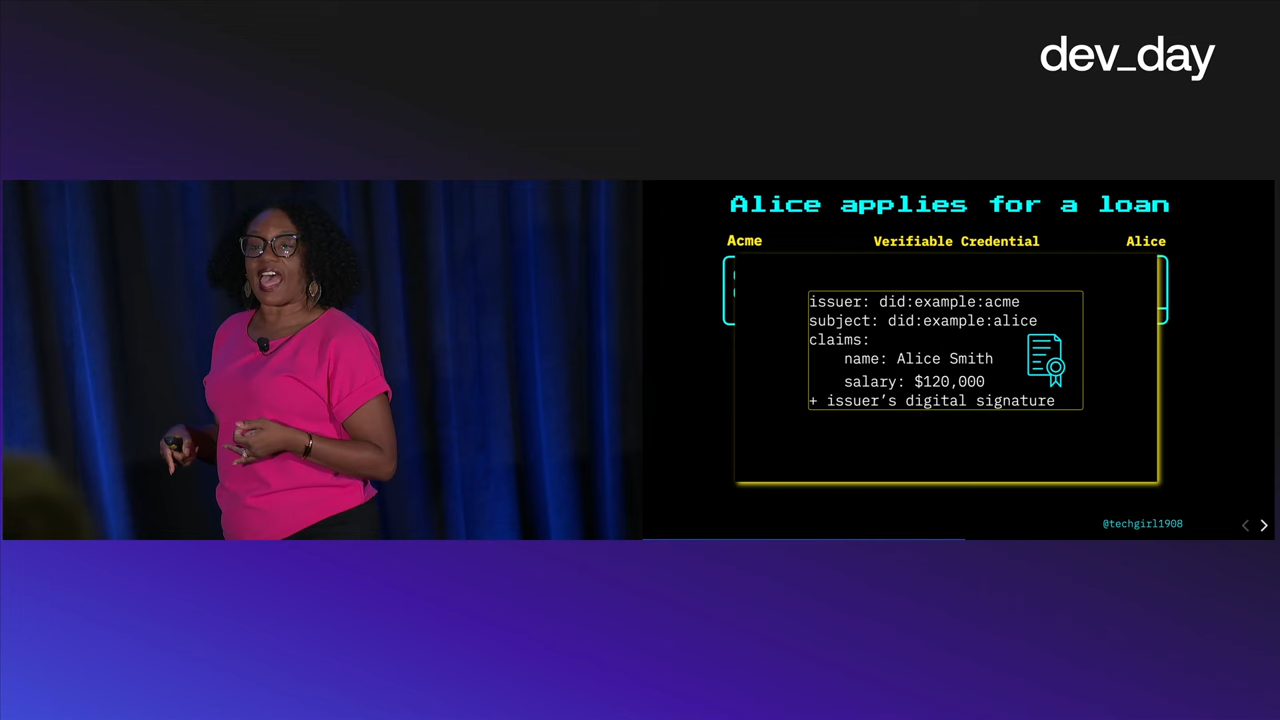 dev_day
Alice applies for a loan
Acme
Verifiable Credential
Alice
issuer: did:example:acme
subject: did:example:alice
claims:
name: Alice Smith
salary: $120,000
+ issuer’s digital signature
@techgirl1908